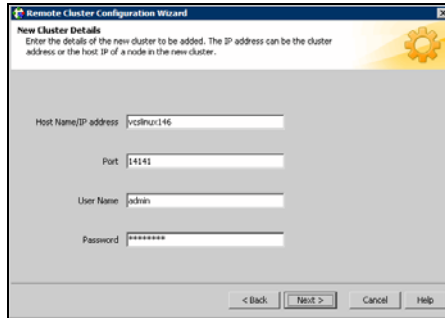 Remote Cluster Configuration Wizard
New Cluster Details
Enter the details of the new cluster to be added. The IP address can be the cluster
address or the host IP of a node in the new cluster.
Host Name/IP address vcslinux146
Port 14141
User Name admin
Password ********
< Back Next > Cancel Help